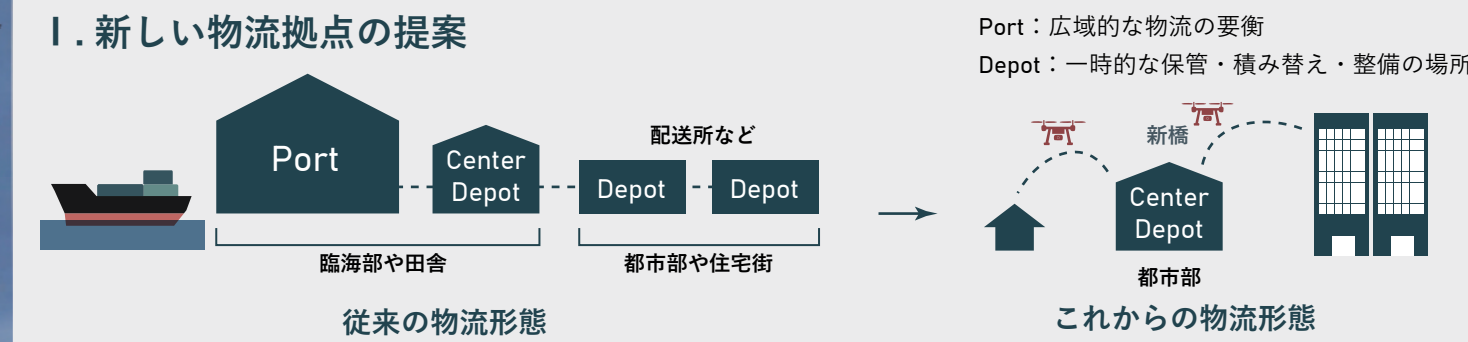 Ⅰ. 新しい物流拠点の提案
Port：広域的な物流の要衝
Depot：一時的な保管・積み替え・整備の場所
Port
Center
Depot
配送所など
Depot
Depot
臨海部や田舎
都市部や住宅街
従来の物流形態
新橋
Center
Depot
都市部
これからの物流形態